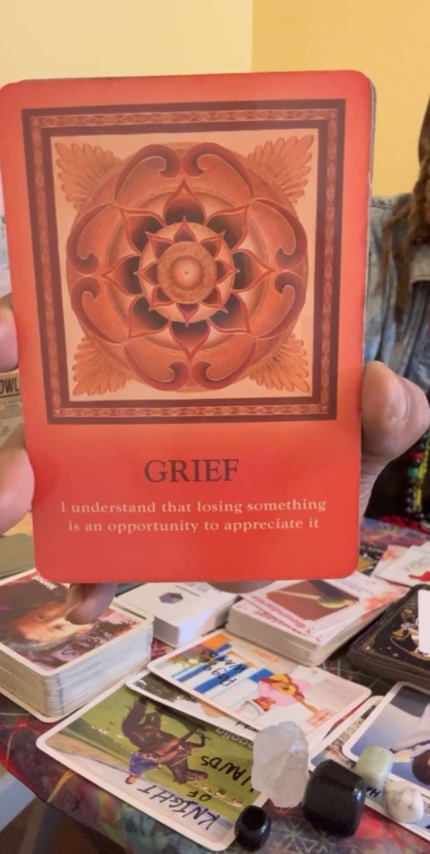 GRIEF
I understand that losing something
is an opportunity to appreciate it
KNIGHT
OF
WANDS